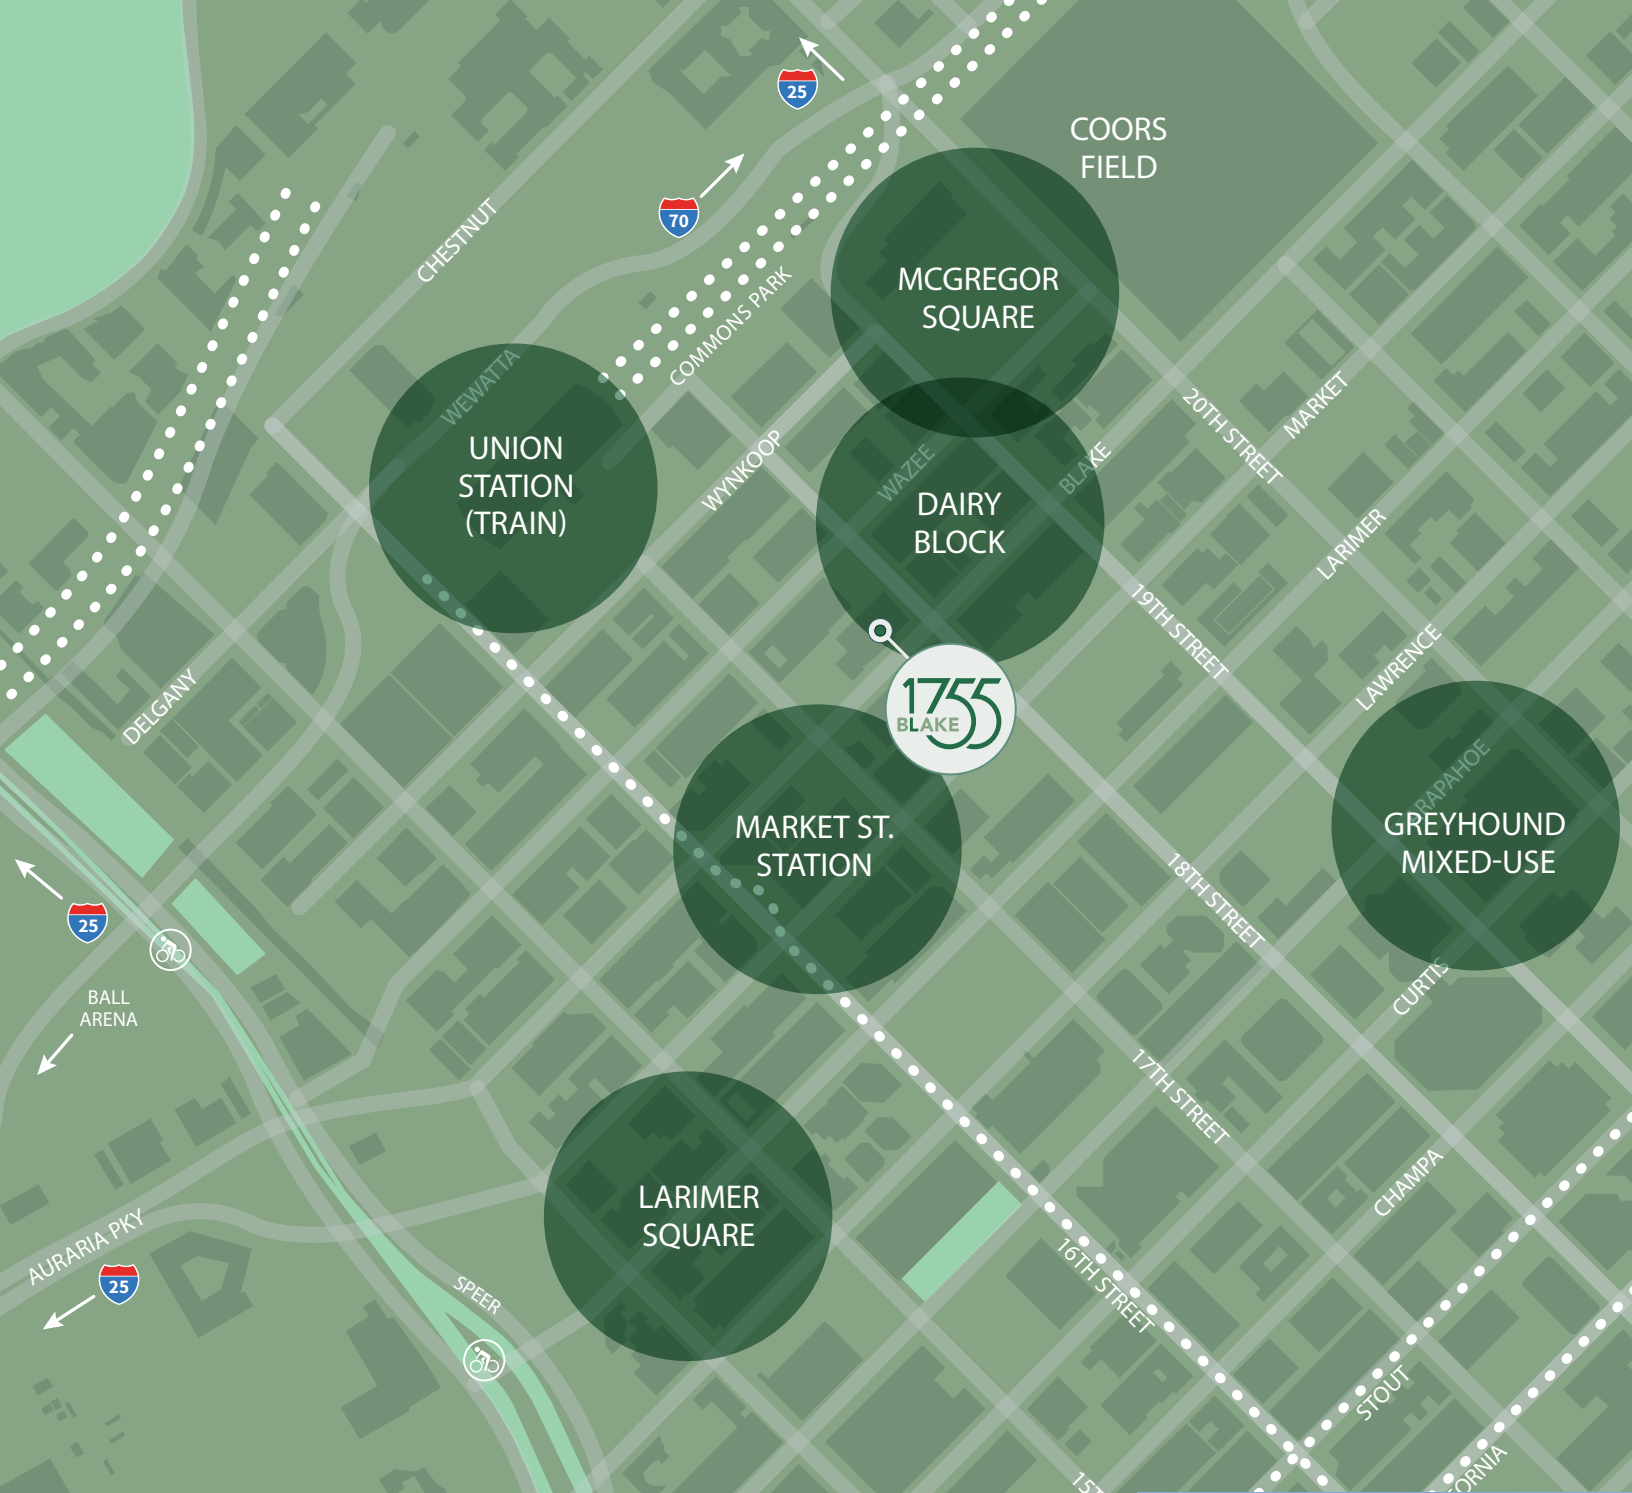 25
COORS
FIELD
70
CHESTNUT
COMMONS PARK
MCGREGOR
SQUARE
WEWATTA
UNION
STATION
(TRAIN)
WYNKOOP
WAZEE
BLAKE
20TH STREET
MARKET
DAIRY
BLOCK
LARIMER
19TH STREET
LAWRENCE
DELGANY
1755
BLAKE
ARAPAHOE
GREYHOUND
MIXED-USE
MARKET ST.
STATION
18TH STREET
25
BALL
ARENA
CURTIS
17TH STREET
CHAMPA
LARIMER
SQUARE
AURARIA PKY
25
SPEER
16TH STREET
STOUT
15T
ORNIA